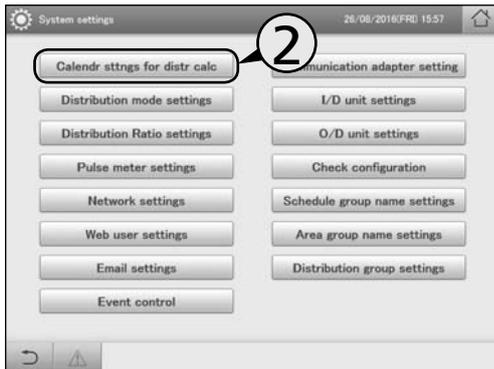 System settings
26/08/2016(FRI) 15:57
2
Calendr sttngs for distr calc
munication adapter setting
Distribution mode settings
I/D unit settings
Distribution Ratio settings
O/D unit settings
Pulse meter settings
Check configuration
Network settings
Schedule group name settings
Web user settings
Area group name settings
Email settings
Distribution group settings
Event control